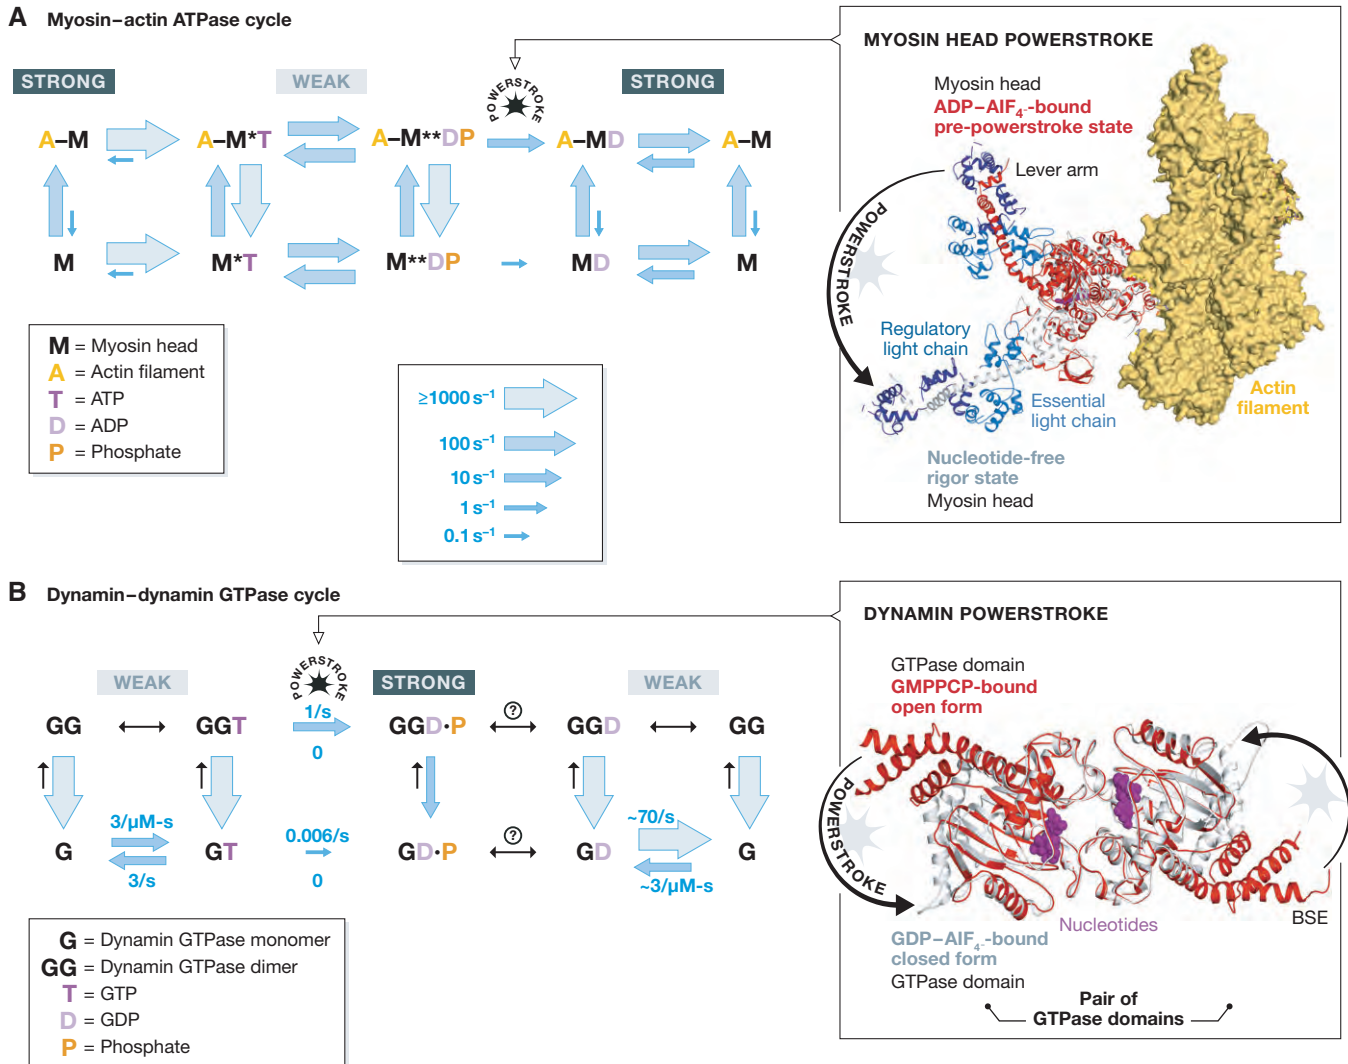 A Myosin–actin ATPase cycle
STRONG
WEAK
POWERSTROKE
STRONG
A–M
A–M*T
A–M**DP
A–MD
A–M
M
M*T
M**DP
MD
M
M = Myosin head
A = Actin filament
T = ATP
D = ADP
P = Phosphate
≥1000 s⁻¹
100 s⁻¹
10 s⁻¹
1 s⁻¹
0.1 s⁻¹
MYOSIN HEAD POWERSTROKE
Myosin head
ADP–AlF₄₋-bound
pre-powerstroke state
Lever arm
POWERSTROKE
Regulatory
light chain
Essential
light chain
Actin
filament
Nucleotide-free
rigor state
Myosin head
B Dynamin–dynamin GTPase cycle
WEAK
POWERSTROKE
STRONG
WEAK
GG
GGT
1/s
0
GGD·P
?
GGD
GG
G
3/µM-s
3/s
GT
0.006/s
0
GD·P
?
GD
~70/s
~3/µM-s
G
G = Dynamin GTPase monomer
GG = Dynamin GTPase dimer
T = GTP
D = GDP
P = Phosphate
DYNAMIN POWERSTROKE
GTPase domain
GMPPCP-bound
open form
POWERSTROKE
Nucleotides
BSE
GDP–AlF₄₋-bound
closed form
GTPase domain
Pair of
GTPase domains